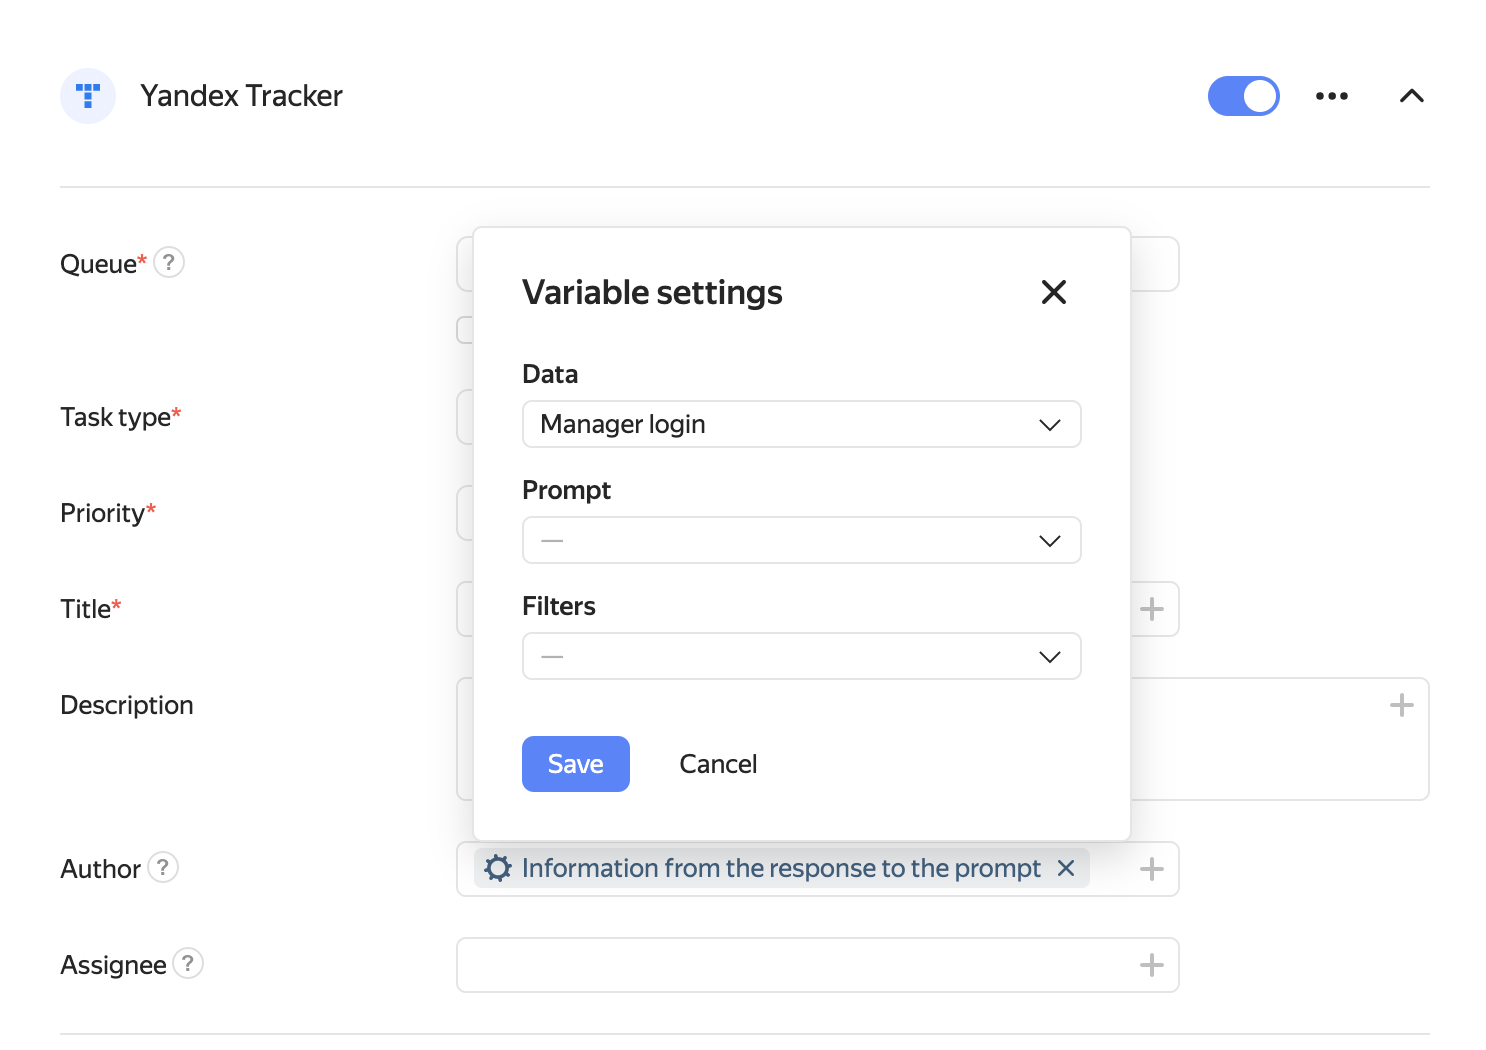 Yandex Tracker
Queue* ?
Variable settings
Data
Manager login
Task type*
Prompt
—
Priority*
Filters
—
Title*
Description
Save
Cancel
Author ?
Information from the response to the prompt
Assignee ?